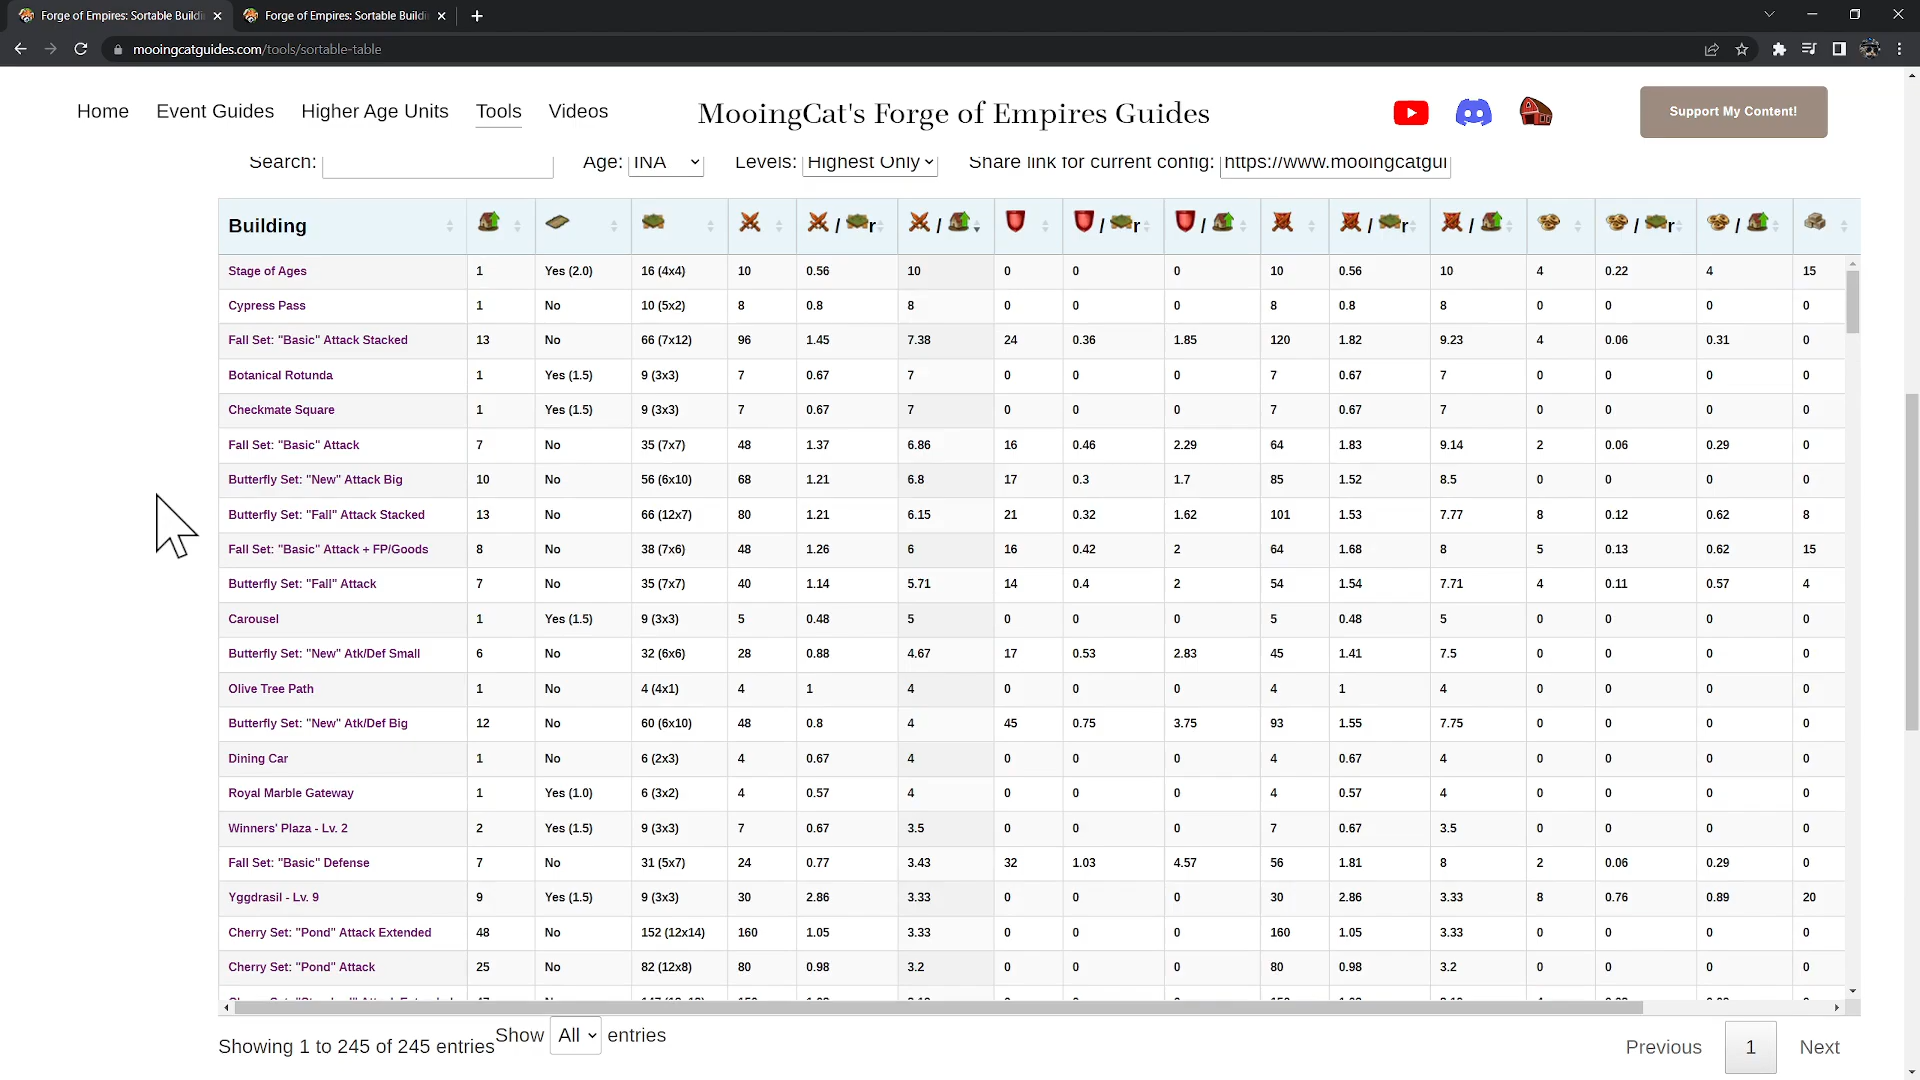 Forge of Empires: Sortable Buildi
Forge of Empires: Sortable Buildi
mooingcatguides.com/tools/sortable-table
Home Event Guides Higher Age Units Tools Videos MooingCat's Forge of Empires Guides Support My Content!
Search: Age: INA Levels: Highest Only Share link for current config: https://www.mooingcatgui
Building / r / / r / / r / / r /
Stage of Ages 1 Yes (2.0) 16 (4x4) 10 0.56 10 0 0 0 10 0.56 10 4 0.22 4 15
Cypress Pass 1 No 10 (5x2) 8 0.8 8 0 0 0 8 0.8 8 0 0 0 0
Fall Set: "Basic" Attack Stacked 13 No 66 (7x12) 96 1.45 7.38 24 0.36 1.85 120 1.82 9.23 4 0.06 0.31 0
Botanical Rotunda 1 Yes (1.5) 9 (3x3) 7 0.67 7 0 0 0 7 0.67 7 0 0 0 0
Checkmate Square 1 Yes (1.5) 9 (3x3) 7 0.67 7 0 0 0 7 0.67 7 0 0 0 0
Fall Set: "Basic" Attack 7 No 35 (7x7) 48 1.37 6.86 16 0.46 2.29 64 1.83 9.14 2 0.06 0.29 0
Butterfly Set: "New" Attack Big 10 No 56 (6x10) 68 1.21 6.8 17 0.3 1.7 85 1.52 8.5 0 0 0 0
Butterfly Set: "Fall" Attack Stacked 13 No 66 (12x7) 80 1.21 6.15 21 0.32 1.62 101 1.53 7.77 8 0.12 0.62 8
Fall Set: "Basic" Attack + FP/Goods 8 No 38 (7x6) 48 1.26 6 16 0.42 2 64 1.68 8 5 0.13 0.62 15
Butterfly Set: "Fall" Attack 7 No 35 (7x7) 40 1.14 5.71 14 0.4 2 54 1.54 7.71 4 0.11 0.57 4
Carousel 1 Yes (1.5) 9 (3x3) 5 0.48 5 0 0 0 5 0.48 5 0 0 0 0
Butterfly Set: "New" Atk/Def Small 6 No 32 (6x6) 28 0.88 4.67 17 0.53 2.83 45 1.41 7.5 0 0 0 0
Olive Tree Path 1 No 4 (4x1) 4 1 4 0 0 0 4 1 4 0 0 0 0
Butterfly Set: "New" Atk/Def Big 12 No 60 (6x10) 48 0.8 4 45 0.75 3.75 93 1.55 7.75 0 0 0 0
Dining Car 1 No 6 (2x3) 4 0.67 4 0 0 0 4 0.67 4 0 0 0 0
Royal Marble Gateway 1 Yes (1.0) 6 (3x2) 4 0.57 4 0 0 0 4 0.57 4 0 0 0 0
Winners' Plaza - Lv. 2 2 Yes (1.5) 9 (3x3) 7 0.67 3.5 0 0 0 7 0.67 3.5 0 0 0 0
Fall Set: "Basic" Defense 7 No 31 (5x7) 24 0.77 3.43 32 1.03 4.57 56 1.81 8 2 0.06 0.29 0
Yggdrasil - Lv. 9 9 Yes (1.5) 9 (3x3) 30 2.86 3.33 0 0 0 30 2.86 3.33 8 0.76 0.89 20
Cherry Set: "Pond" Attack Extended 48 No 152 (12x14) 160 1.05 3.33 0 0 0 160 1.05 3.33 0 0 0 0
Cherry Set: "Pond" Attack 25 No 82 (12x8) 80 0.98 3.2 0 0 0 80 0.98 3.2 0 0 0 0
Showing 1 to 245 of 245 entries Show All entries Previous 1 Next